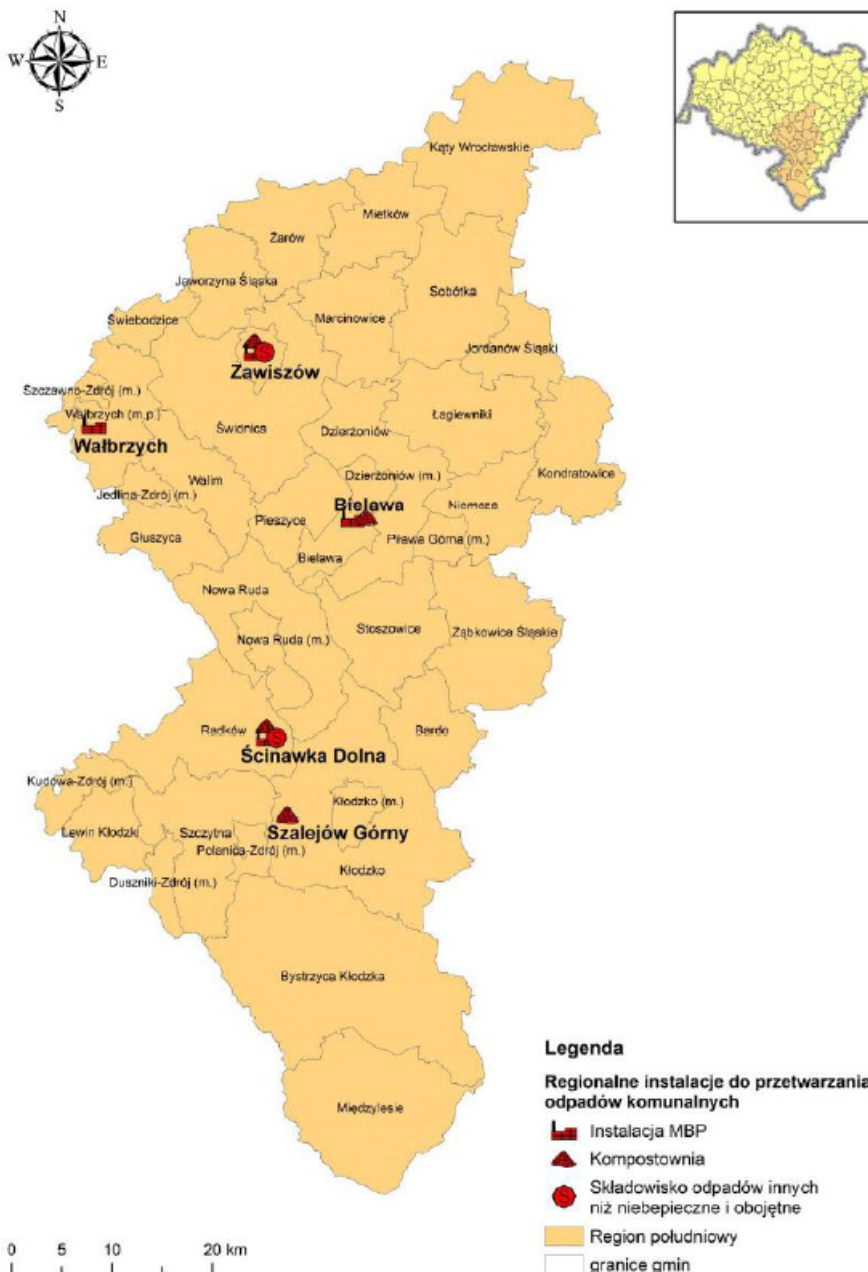 N
W
E
S
Kąty Wrocławskie
Mietków
Żarów
Jaworzyna Śląska
Sobótka
Świebodzice
Marcinowice
Jordanów Śląski
S
Zawiszów
Szczawno-Zdrój (m.)
Wałbrzych (m.p.)
Łagiewniki
Świdnica
Dzierżoniów
Wałbrzych
Kondratowice
Walim
Dzierżoniów (m.)
Jedlina-Zdrój (m.)
Bielawa
Niemcza
Pieszyce
Głuszyca
Piława Górna (m.)
Bielawa
Nowa Ruda
Stoszowice
Ząbkowice Śląskie
Nowa Ruda (m.)
Radków
Bardo
S
Ścinawka Dolna
Kudowa-Zdrój (m.)
Kłodzko (m.)
Lewin Kłodzki
Szczytna
Szalejów Górny
Polanica-Zdrój (m.)
Kłodzko
Duszniki-Zdrój (m.)
Bystrzyca Kłodzka
Międzylesie
Legenda
Regionalne instalacje do przetwarzania
odpadów komunalnych
Instalacja MBP
Kompostownia
S
Składowisko odpadów innych
niż niebepieczne i obojętne
Region południowy
granice gmin
0 5 10 20 km